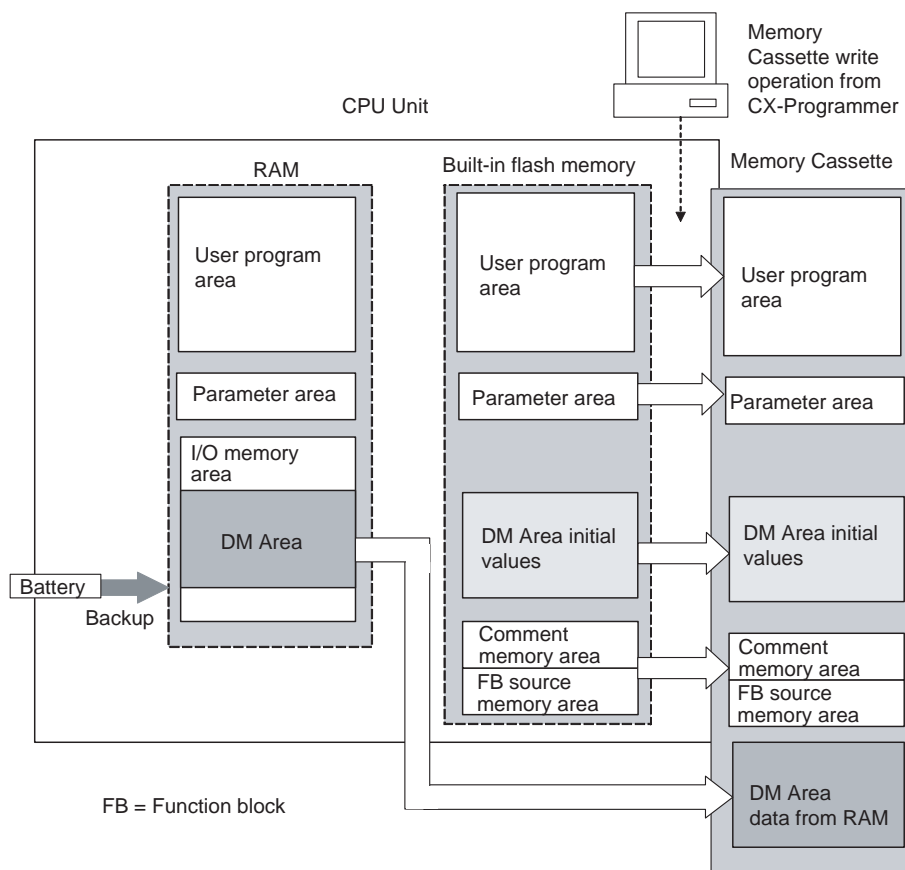 Memory
Cassette write
operation from
CX-Programmer
CPU Unit
RAM
Built-in flash memory
Memory Cassette
User program
area
User program
area
User program
area
Parameter area
Parameter area
Parameter area
I/O memory
area
DM Area
DM Area initial
values
DM Area initial
values
Battery
Backup
Comment
memory area
FB source
memory area
Comment
memory area
FB source
memory area
FB = Function block
DM Area
data from RAM